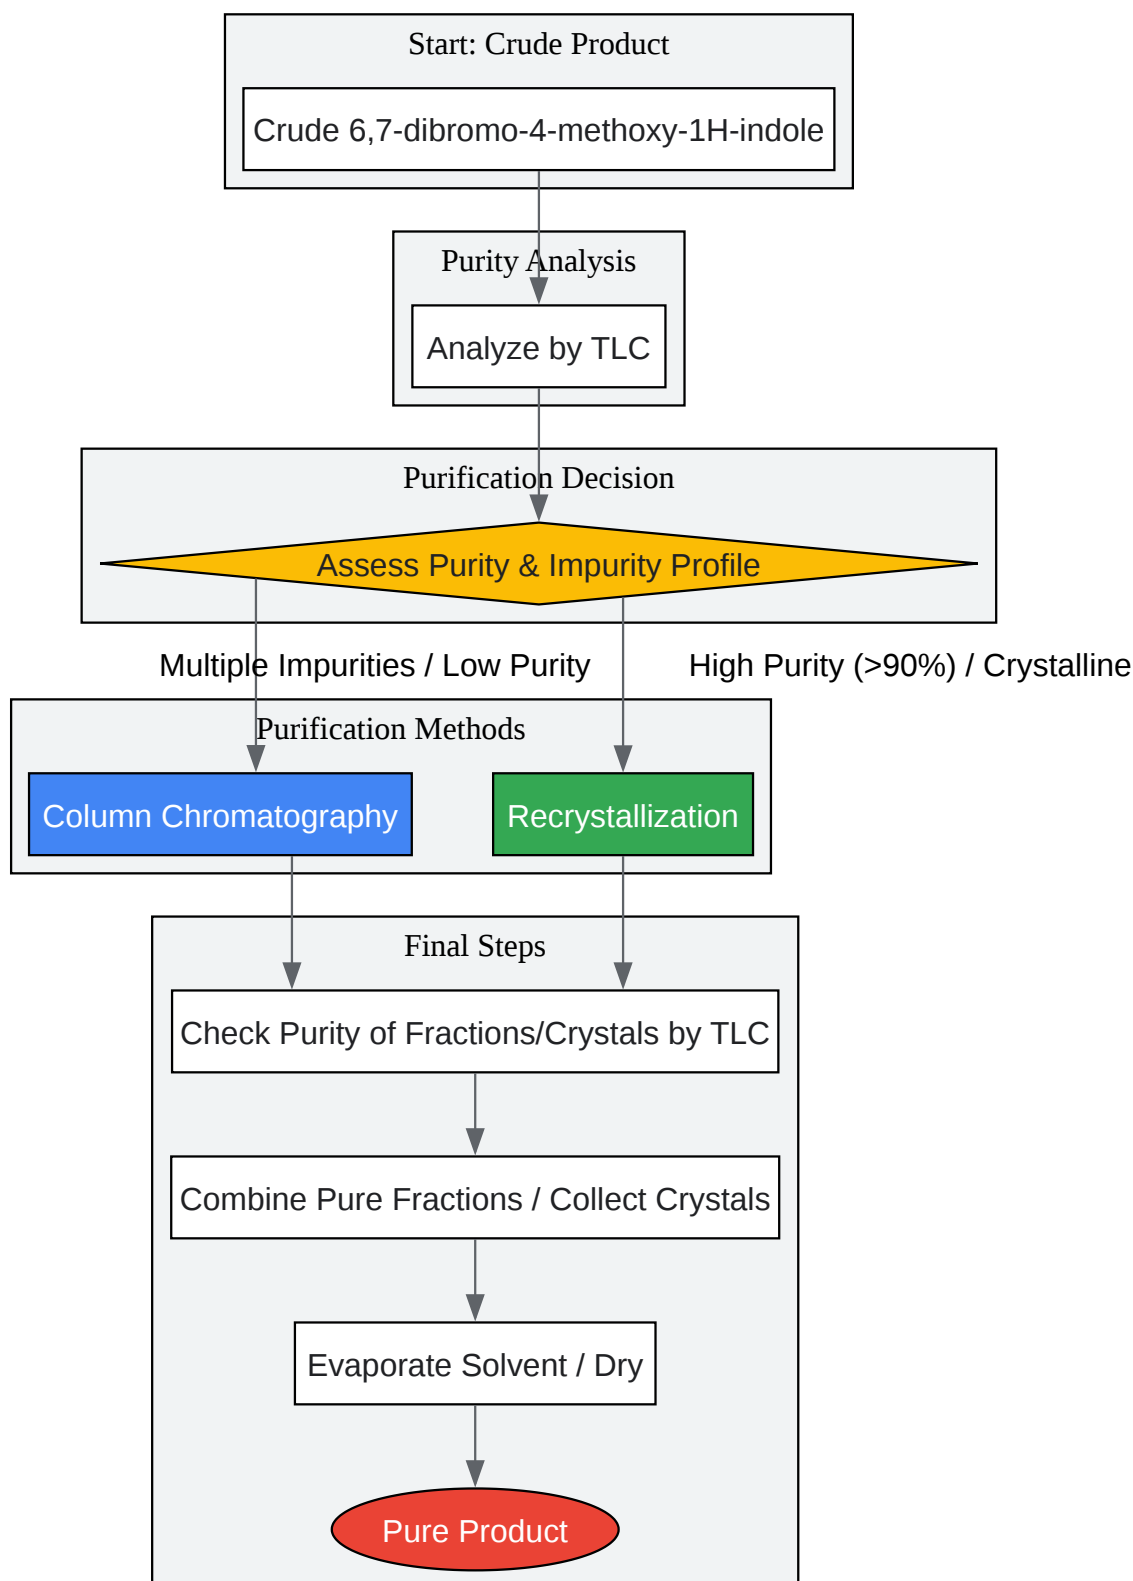 Start: Crude Product
Crude 6,7-dibromo-4-methoxy-1H-indole
Purity Analysis
Analyze by TLC
Purification Decision
Assess Purity & Impurity Profile
Multiple Impurities / Low Purity
High Purity (>90%) / Crystalline
Purification Methods
Column Chromatography
Recrystallization
Final Steps
Check Purity of Fractions/Crystals by TLC
Combine Pure Fractions / Collect Crystals
Evaporate Solvent / Dry
Pure Product